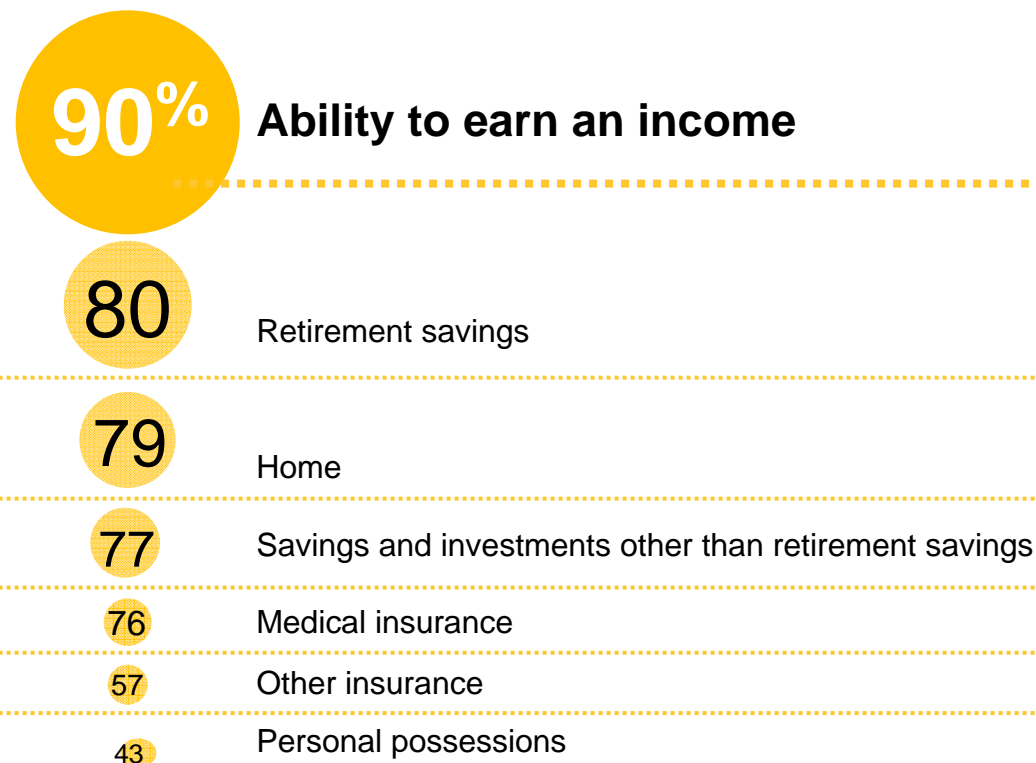 90% Ability to earn an income
80 Retirement savings
79 Home
77 Savings and investments other than retirement savings
76 Medical insurance
57 Other insurance
43 Personal possessions